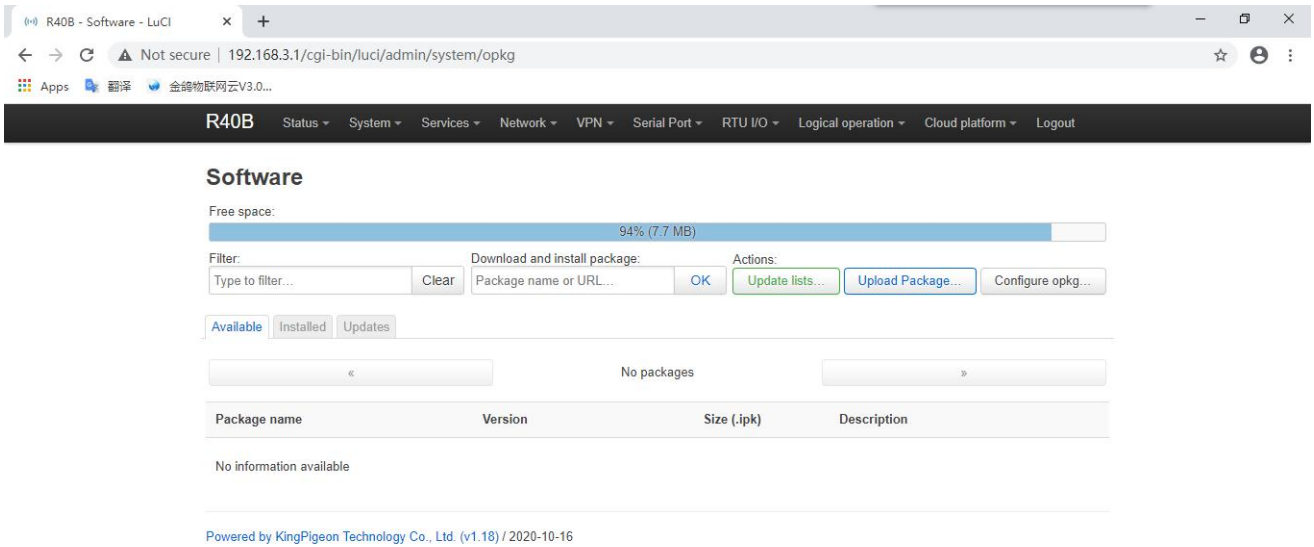 R40B - Software - LuCI
Not secure | 192.168.3.1/cgi-bin/luci/admin/system/opkg
Apps 翻译 金鸽物联网云V3.0...
R40B Status System Services Network VPN Serial Port RTU I/O Logical operation Cloud platform Logout
Software
Free space:
94% (7.7 MB)
Filter: Download and install package: Actions:
Type to filter... Clear Package name or URL... OK Update lists... Upload Package... Configure opkg...
Available Installed Updates
« No packages »
Package name Version Size (.ipk) Description
No information available
Powered by KingPigeon Technology Co., Ltd. (v1.18) / 2020-10-16